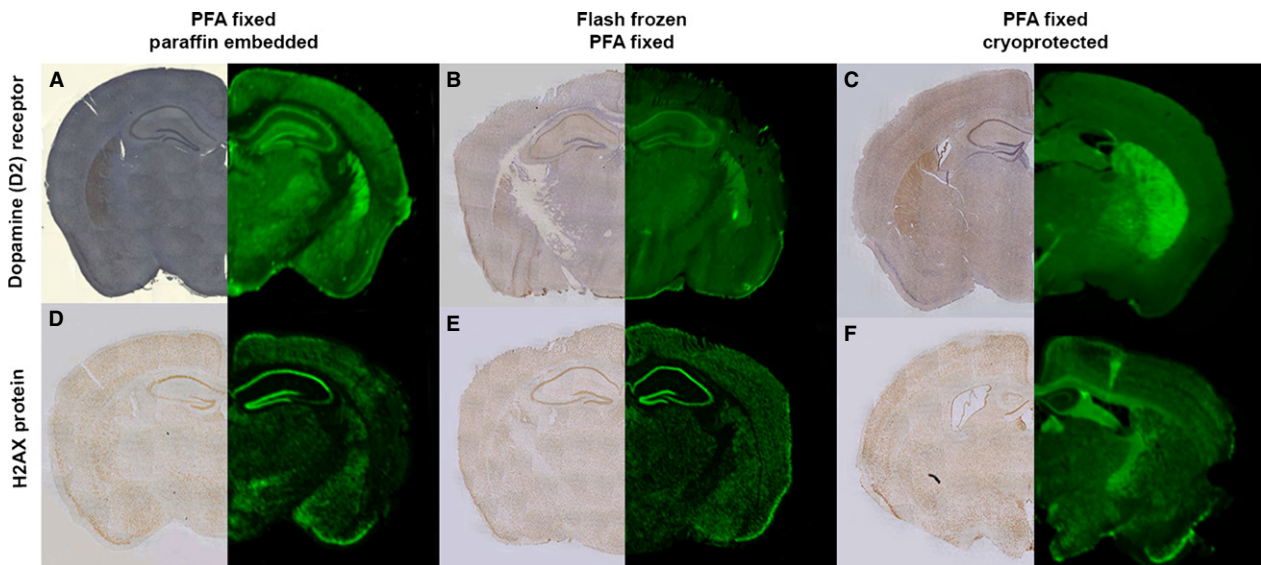 PFA fixed
paraffin embedded
Flash frozen
PFA fixed
PFA fixed
cryoprotected
Dopamine (D2) receptor
A
B
C
H2AX protein
D
E
F